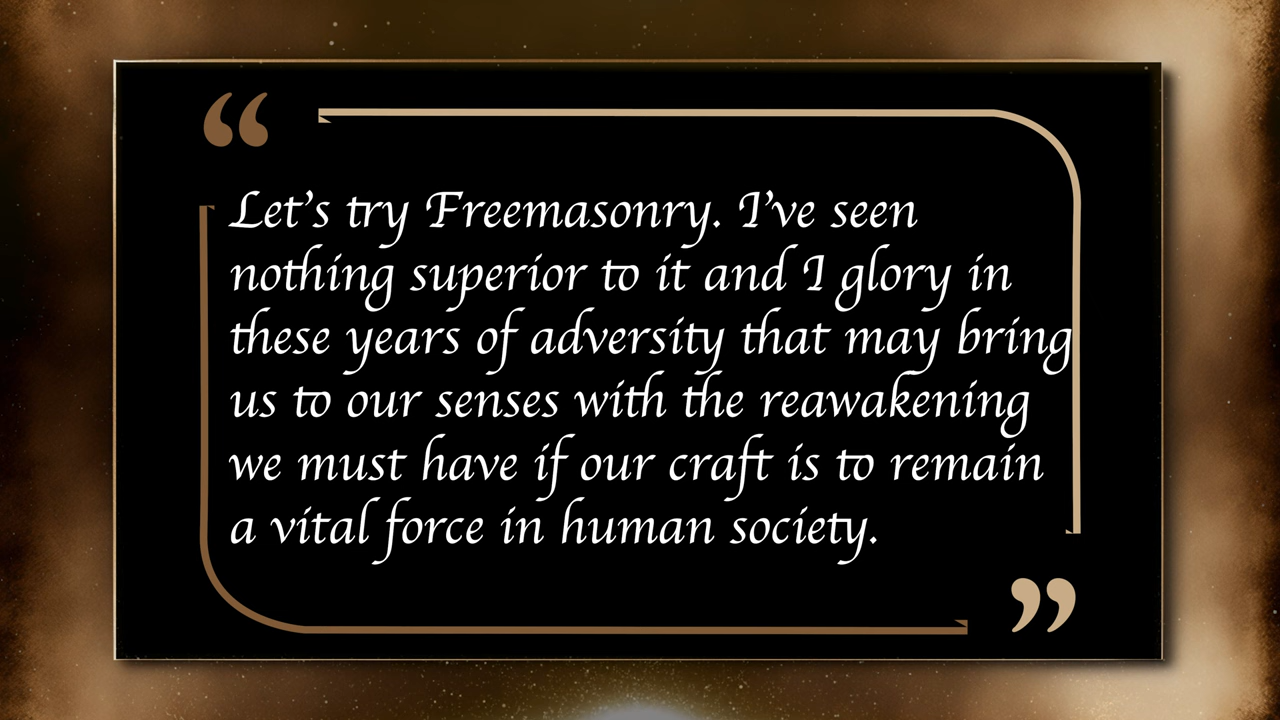 “
Let's try Freemasonry. I've seen
nothing superior to it and I glory in
these years of adversity that may bring
us to our senses with the reawakening
we must have if our craft is to remain
a vital force in human society.
”